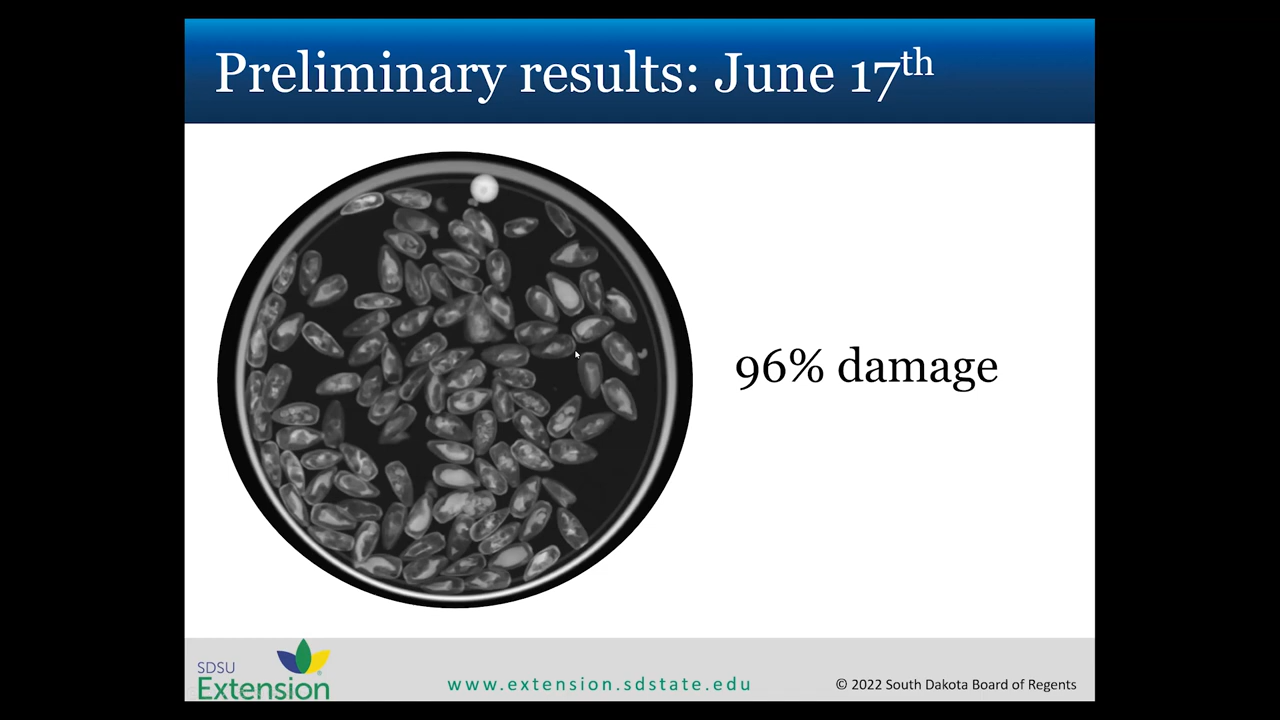 Preliminary results: June 17th
96% damage
SDSU
Extension
www.extension.sdstate.edu
© 2022 South Dakota Board of Regents